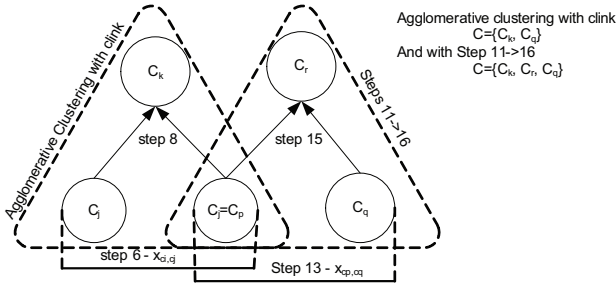 Agglomerative clustering with clink
C={Ck, Cq}
And with Step 11->16
C={Ck, Cr, Cq}
Agglomerative Clustering with clink
Steps 11->16
Ck
Cr
step 8
step 15
Cj
Cj=Cp
Cq
step 6 - xci,cj
Step 13 - xcp,cq